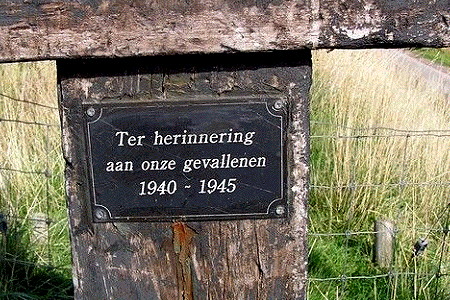 Ter herinnering
aan onze gevallenen
1940 - 1945